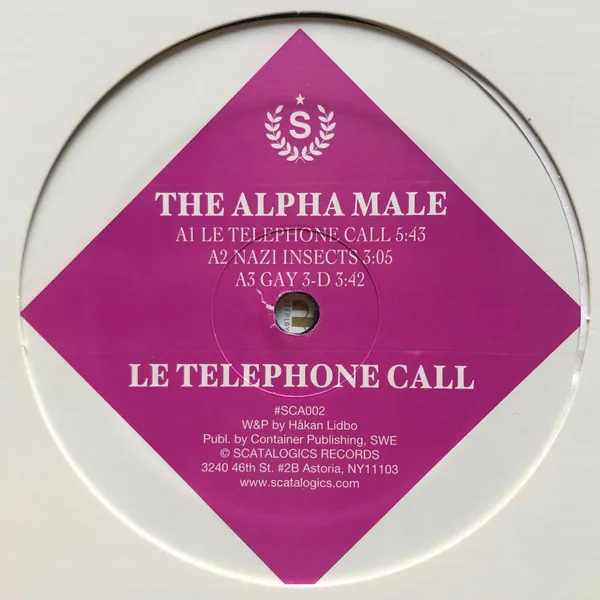 S
THE ALPHA MALE
A1 LE TELEPHONE CALL 5:43
A2 NAZI INSECTS 3:05
A3 GAY 3-D 3:42
LE TELEPHONE CALL
#SCA002
W&P by Håkan Lidbo
Publ. by Container Publishing, SWE
© SCATALOGICS RECORDS
3240 46th St. #2B Astoria, NY11103
www.scatalogics.com